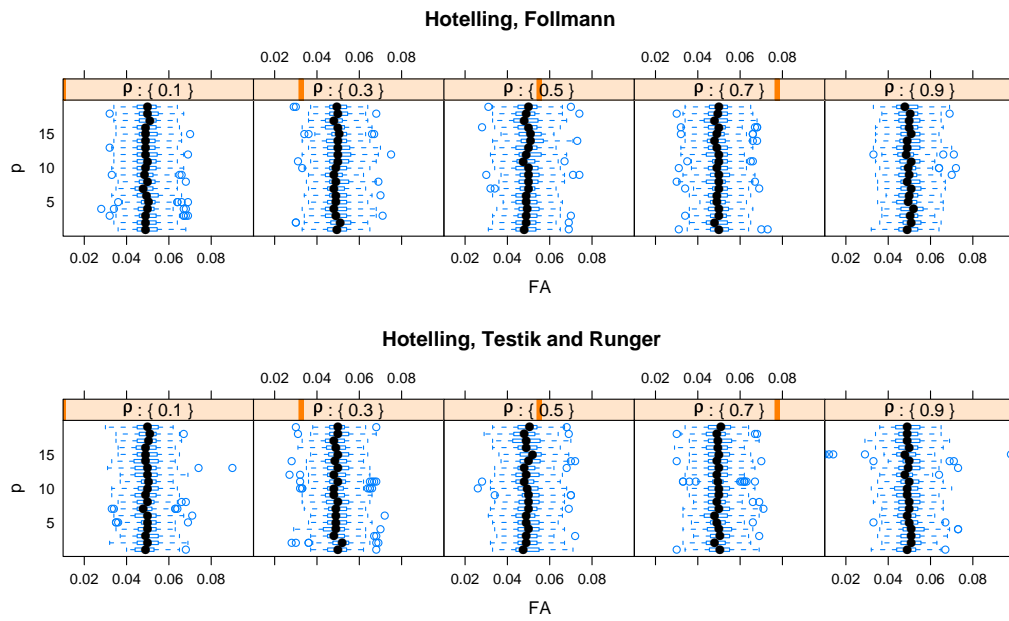 Hotelling, Follmann
0.02 0.04 0.06 0.08 0.02 0.04 0.06 0.08
ρ : { 0.1 } ρ : { 0.3 } ρ : { 0.5 } ρ : { 0.7 } ρ : { 0.9 }
p
15
10
5
0.02 0.04 0.06 0.08 0.02 0.04 0.06 0.08 0.02 0.04 0.06 0.08
FA
Hotelling, Testik and Runger
0.02 0.04 0.06 0.08 0.02 0.04 0.06 0.08
ρ : { 0.1 } ρ : { 0.3 } ρ : { 0.5 } ρ : { 0.7 } ρ : { 0.9 }
p
15
10
5
0.02 0.04 0.06 0.08 0.02 0.04 0.06 0.08 0.02 0.04 0.06 0.08
FA